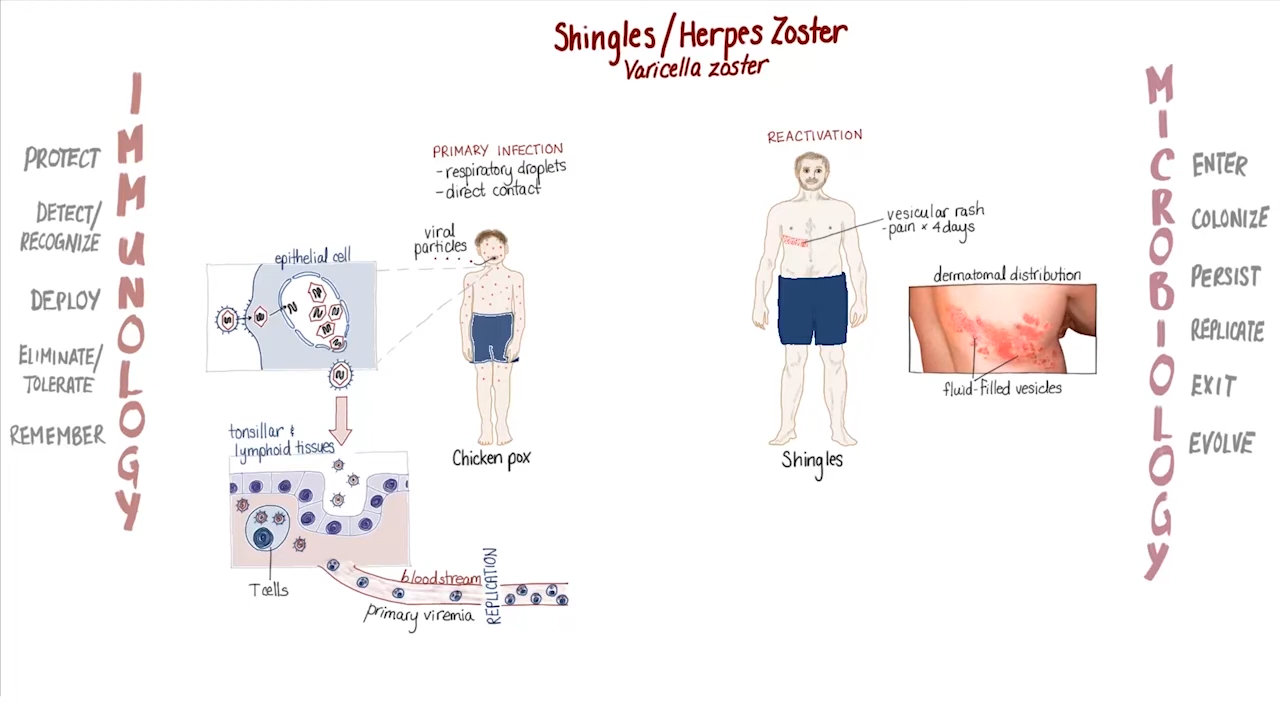 Shingles/Herpes Zoster
Varicella zoster
IMMUNOLOGY
PROTECT
DETECT/
RECOGNIZE
DEPLOY
ELIMINATE/
TOLERATE
REMEMBER
PRIMARY INFECTION
- respiratory droplets
- direct contact
viral
particles
epithelial cell
Chicken pox
tonsillar &
lymphoid tissues
T cells
bloodstream
primary viremia
REPLICATION
REACTIVATION
vesicular rash
- pain × 4 days
Shingles
dermatomal distribution
fluid-filled vesicles
MICROBIOLOGY
ENTER
COLONIZE
PERSIST
REPLICATE
EXIT
EVOLVE